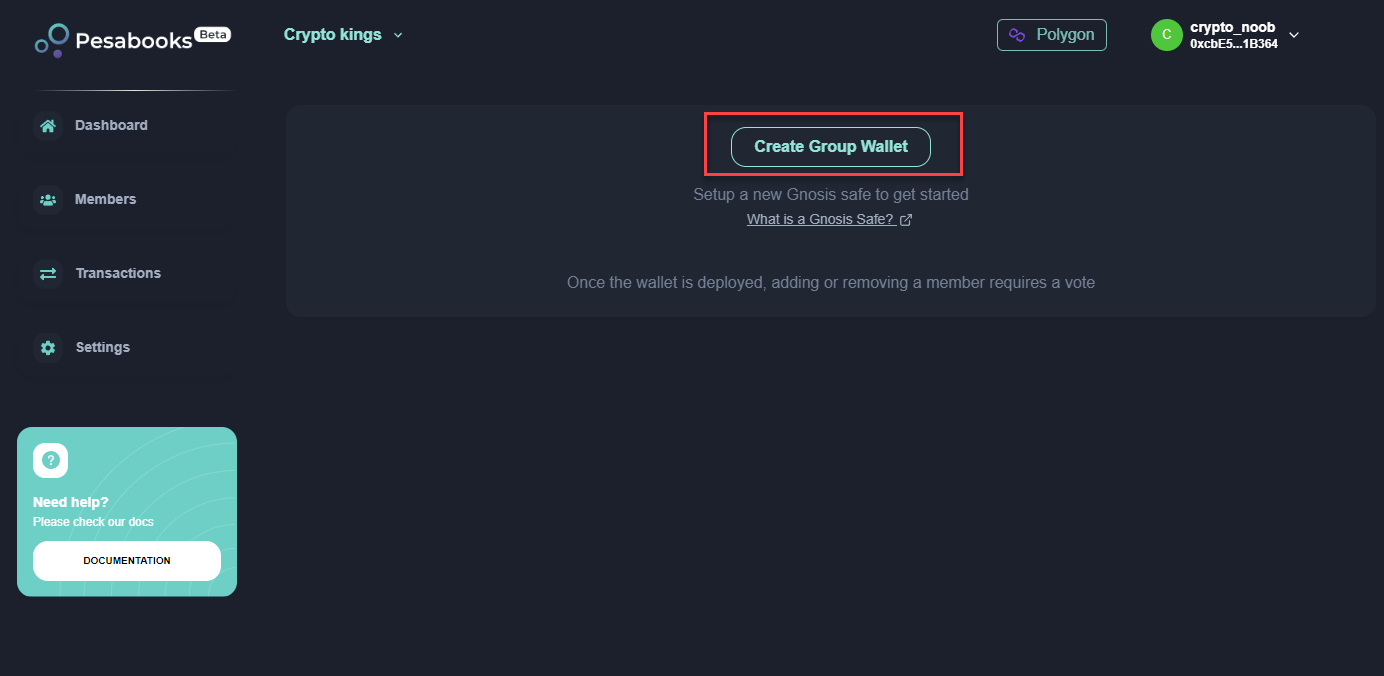 Pesabooks Beta
Crypto kings
Polygon
C
crypto_noob
0xcbE5...1B364
Dashboard
Members
Transactions
Settings
Create Group Wallet
Setup a new Gnosis safe to get started
What is a Gnosis Safe?
Once the wallet is deployed, adding or removing a member requires a vote
?
Need help?
Please check our docs
DOCUMENTATION